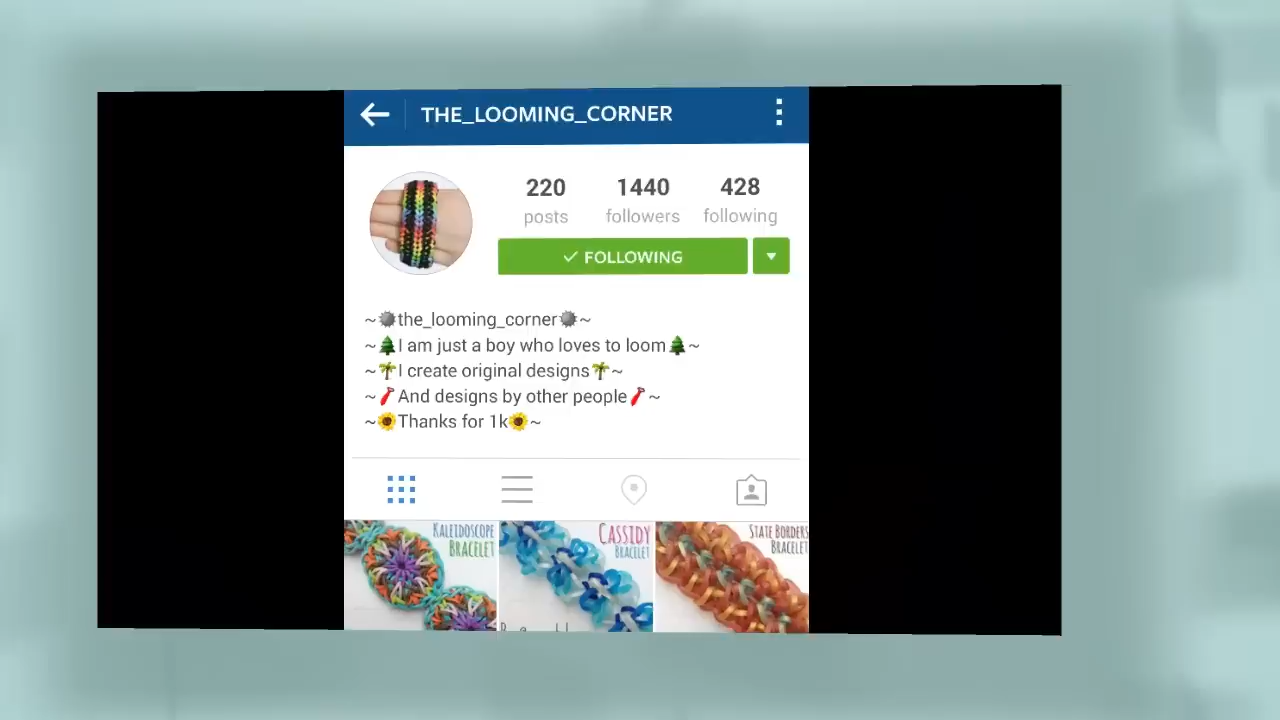 THE_LOOMING_CORNER
220 1440 428
posts followers following
✓ FOLLOWING
~the_looming_corner~
~🌲I am just a boy who loves to loom🌲~
~🌴I create original designs🌴~
~And designs by other people~
~🌻Thanks for 1k🌻~
KALEIDOSCOPE
BRACELET
CASSIDY
BRACELET
STATE BORDERS
BRACELET